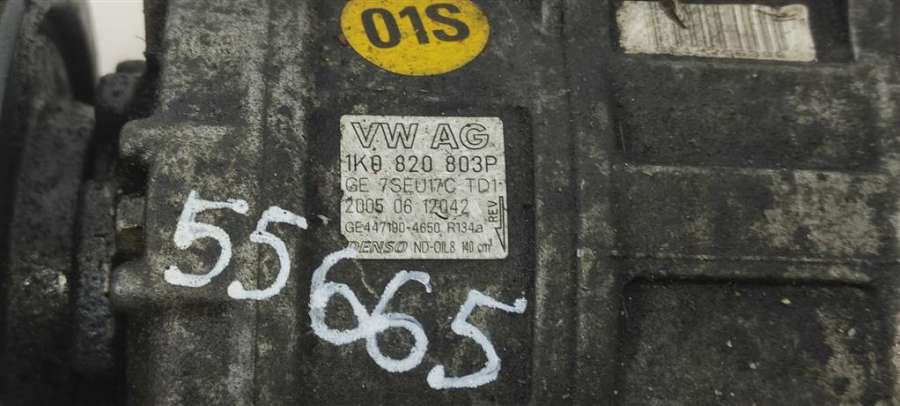 01S
VW AG
1K0 820 803P
GE 7SEU17C TD1
2005 06 12042
REV
GE447190-4650 R134a
DENSO ND-OIL8 140 cm³
55665